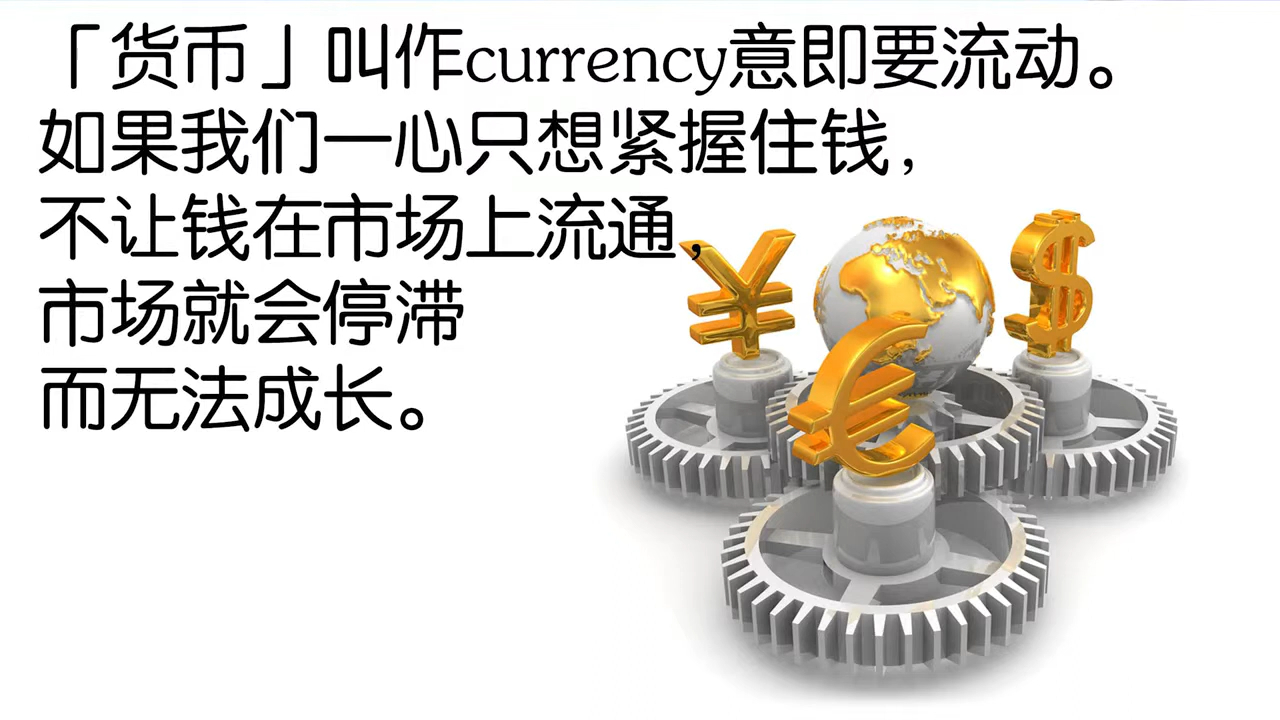 「货币」叫作currency意即要流动。
如果我们一心只想紧握住钱，
不让钱在市场上流通，
市场就会停滞
而无法成长。